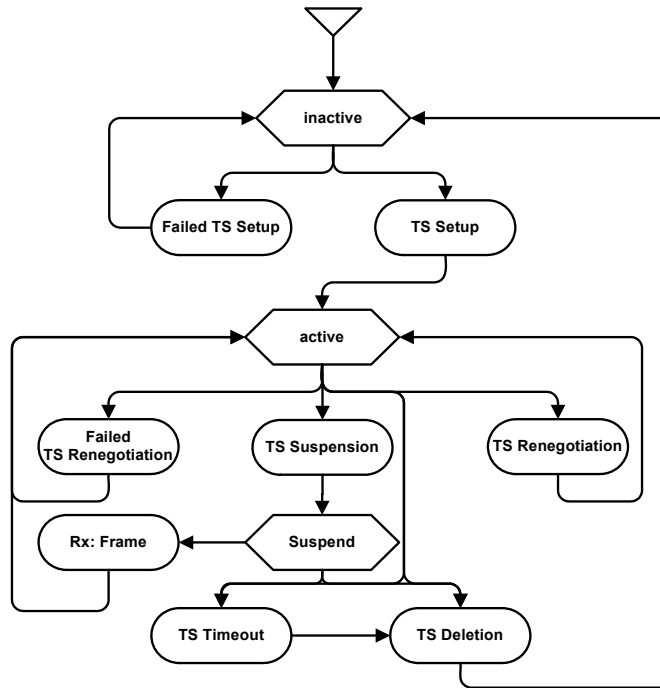 inactive
Failed TS Setup
TS Setup
active
Failed
TS Renegotiation
TS Suspension
TS Renegotiation
Rx: Frame
Suspend
TS Timeout
TS Deletion